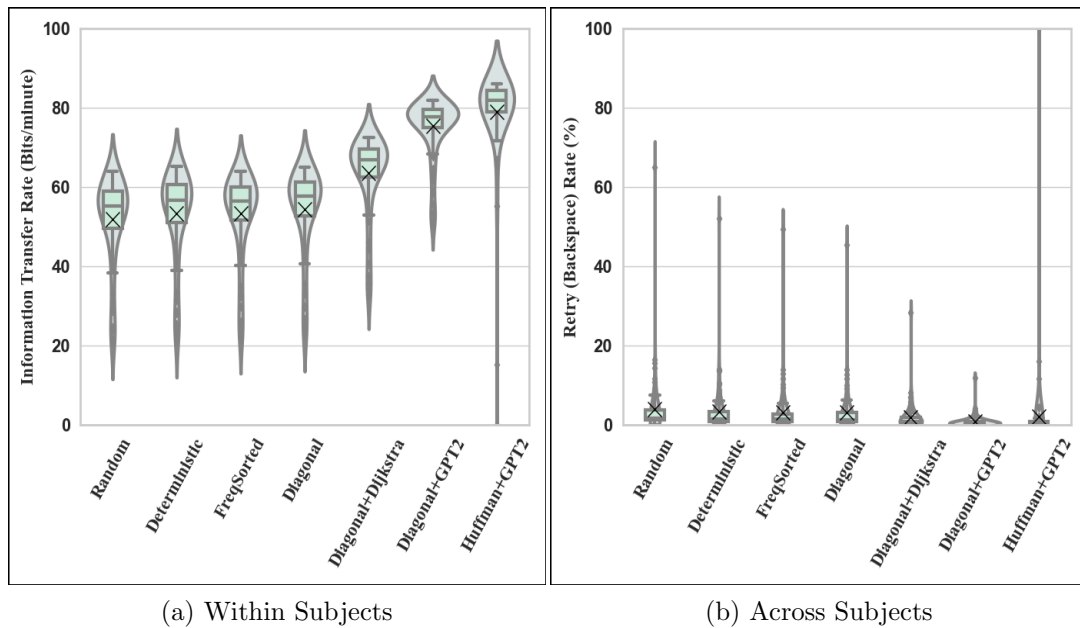 Information Transfer Rate (Bits/minute)
100
80
60
40
20
0
Random
Deterministic
FreqSorted
Diagonal
Diagonal+Dijkstra
Diagonal+GPT2
Huffman+GPT2
(a) Within Subjects
Retry (Backspace) Rate (%)
100
80
60
40
20
0
Random
Deterministic
FreqSorted
Diagonal
Diagonal+Dijkstra
Diagonal+GPT2
Huffman+GPT2
(b) Across Subjects